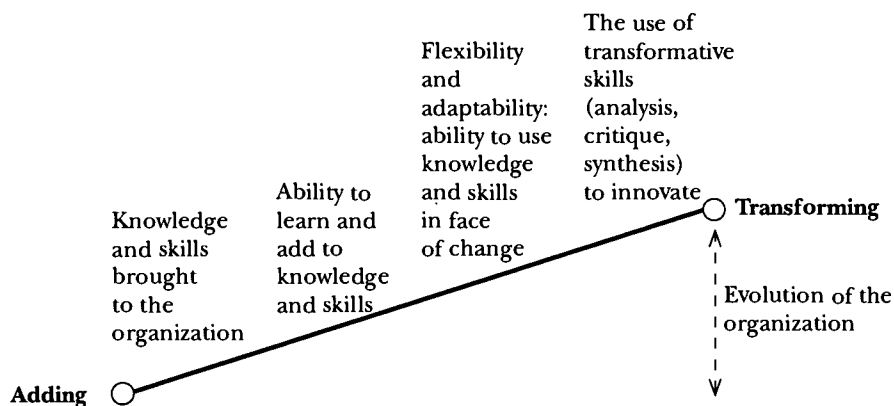 Knowledge
and skills
brought
to the
organization
Ability to
learn and
add to
knowledge
and skills
Flexibility
and
adaptability:
ability to use
knowledge
and skills
in face
of change
The use of
transformative
skills
(analysis,
critique,
synthesis)
to innovate
Transforming
Evolution of the
organization
Adding